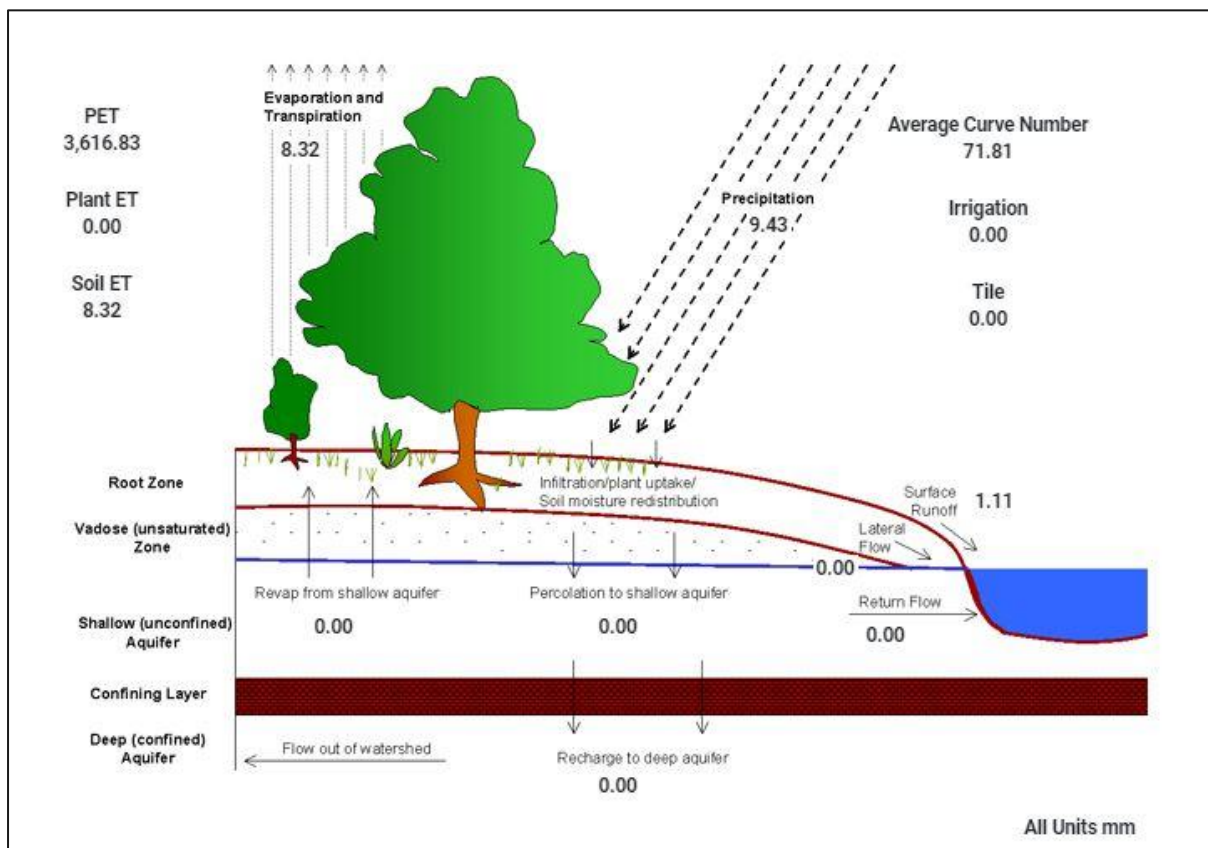 PET
3,616.83
Plant ET
0.00
Soil ET
8.32
Evaporation and
Transpiration
8.32
Precipitation
9.43
Average Curve Number
71.81
Irrigation
0.00
Tile
0.00
Root Zone
Infiltration/plant uptake/
Soil moisture redistribution
Surface
Runoff
1.11
Vadose (unsaturated)
Zone
Lateral
Flow
0.00
Revap from shallow aquifer
0.00
Percolation to shallow aquifer
0.00
Return Flow
0.00
Shallow (unconfined)
Aquifer
Confining Layer
Deep (confined)
Aquifer
Flow out of watershed
Recharge to deep aquifer
0.00
All Units mm